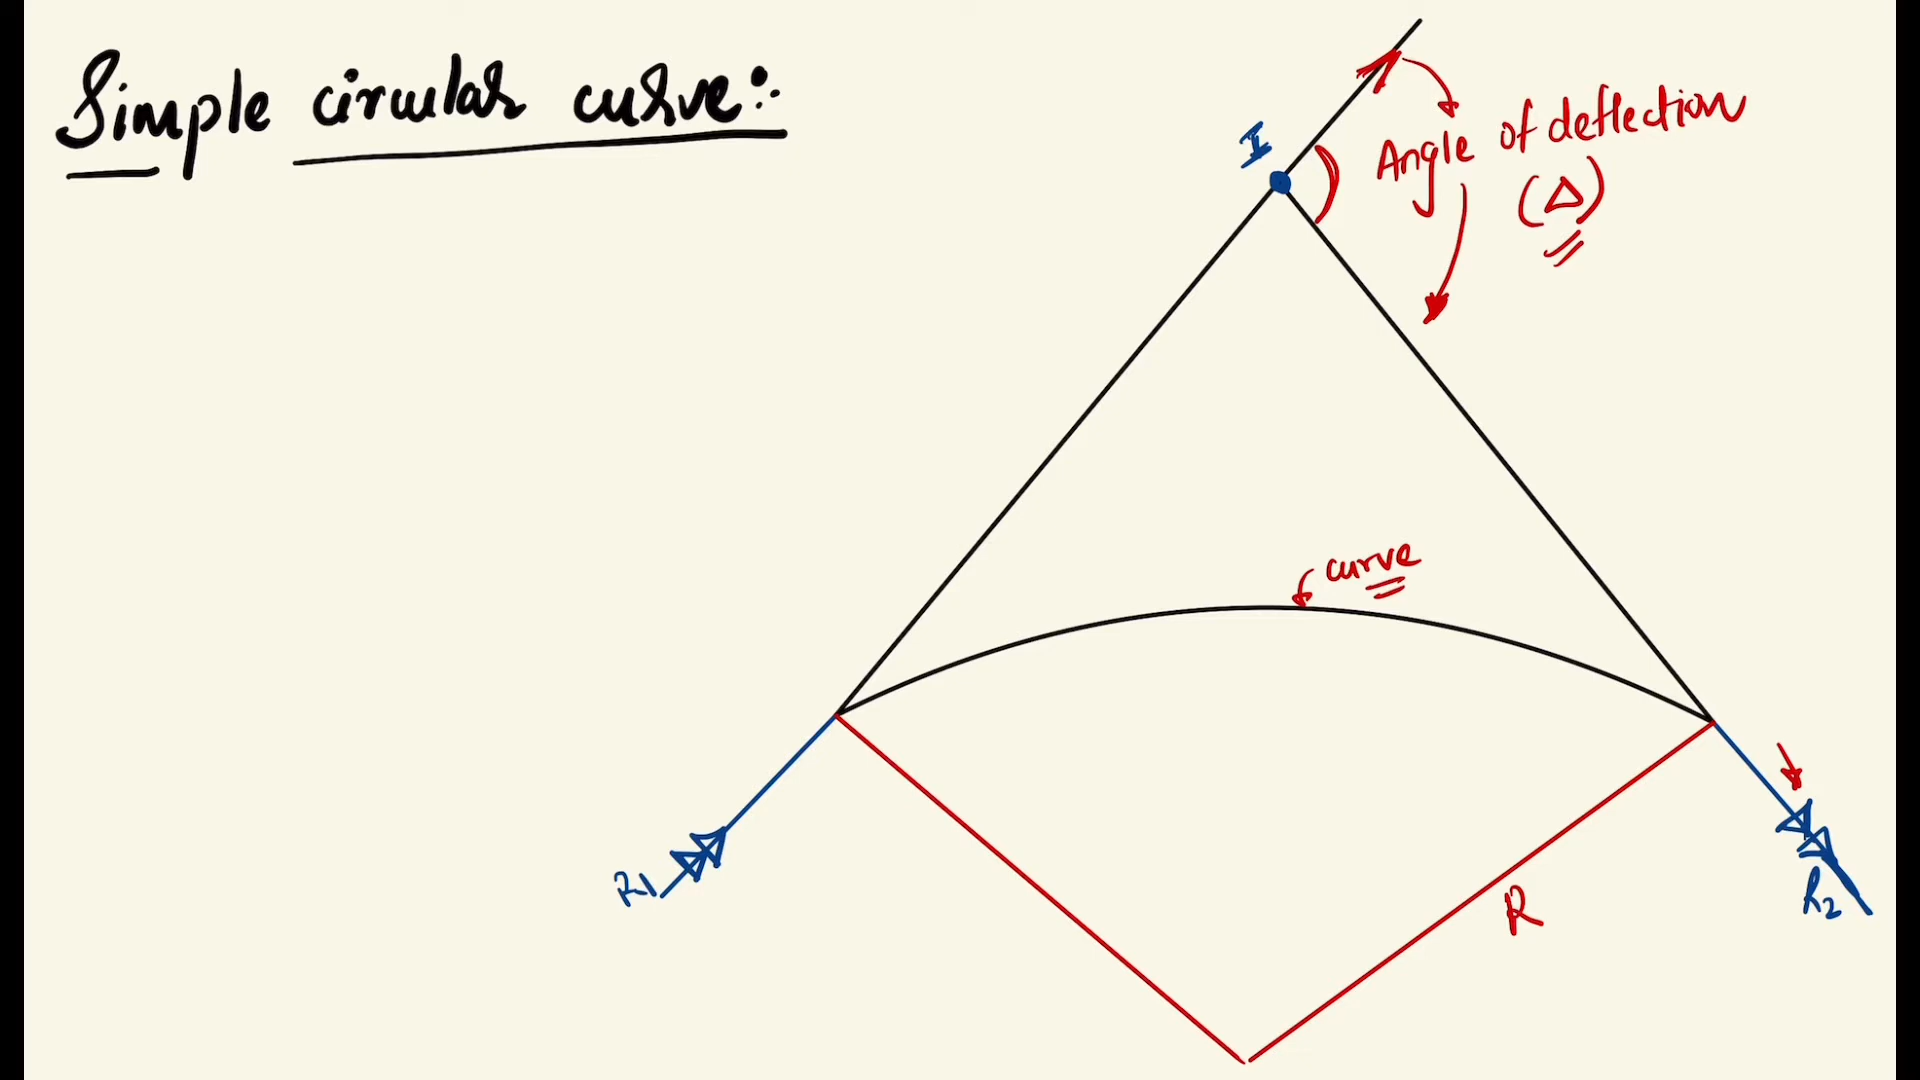 Simple circular curve:-
I
Angle of deflection
(Δ)
curve
R1
R2
R